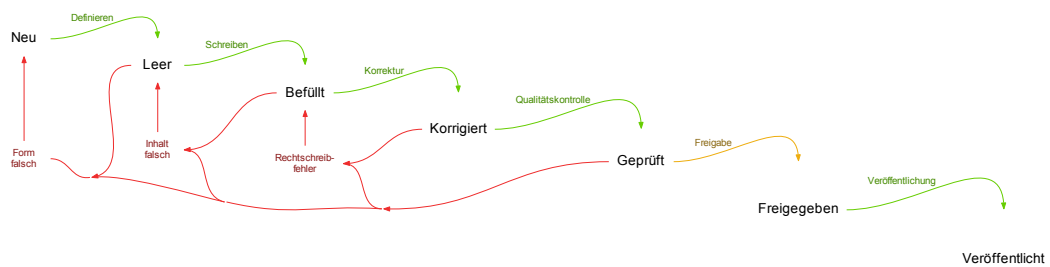 Definieren
Neu
Schreiben
Leer
Korrektur
Befüllt
Qualitätskontrolle
Korrigiert
Freigabe
Form
falsch
Inhalt
falsch
Rechtschreib-
fehler
Geprüft
Veröffentlichung
Freigegeben
Veröffentlicht